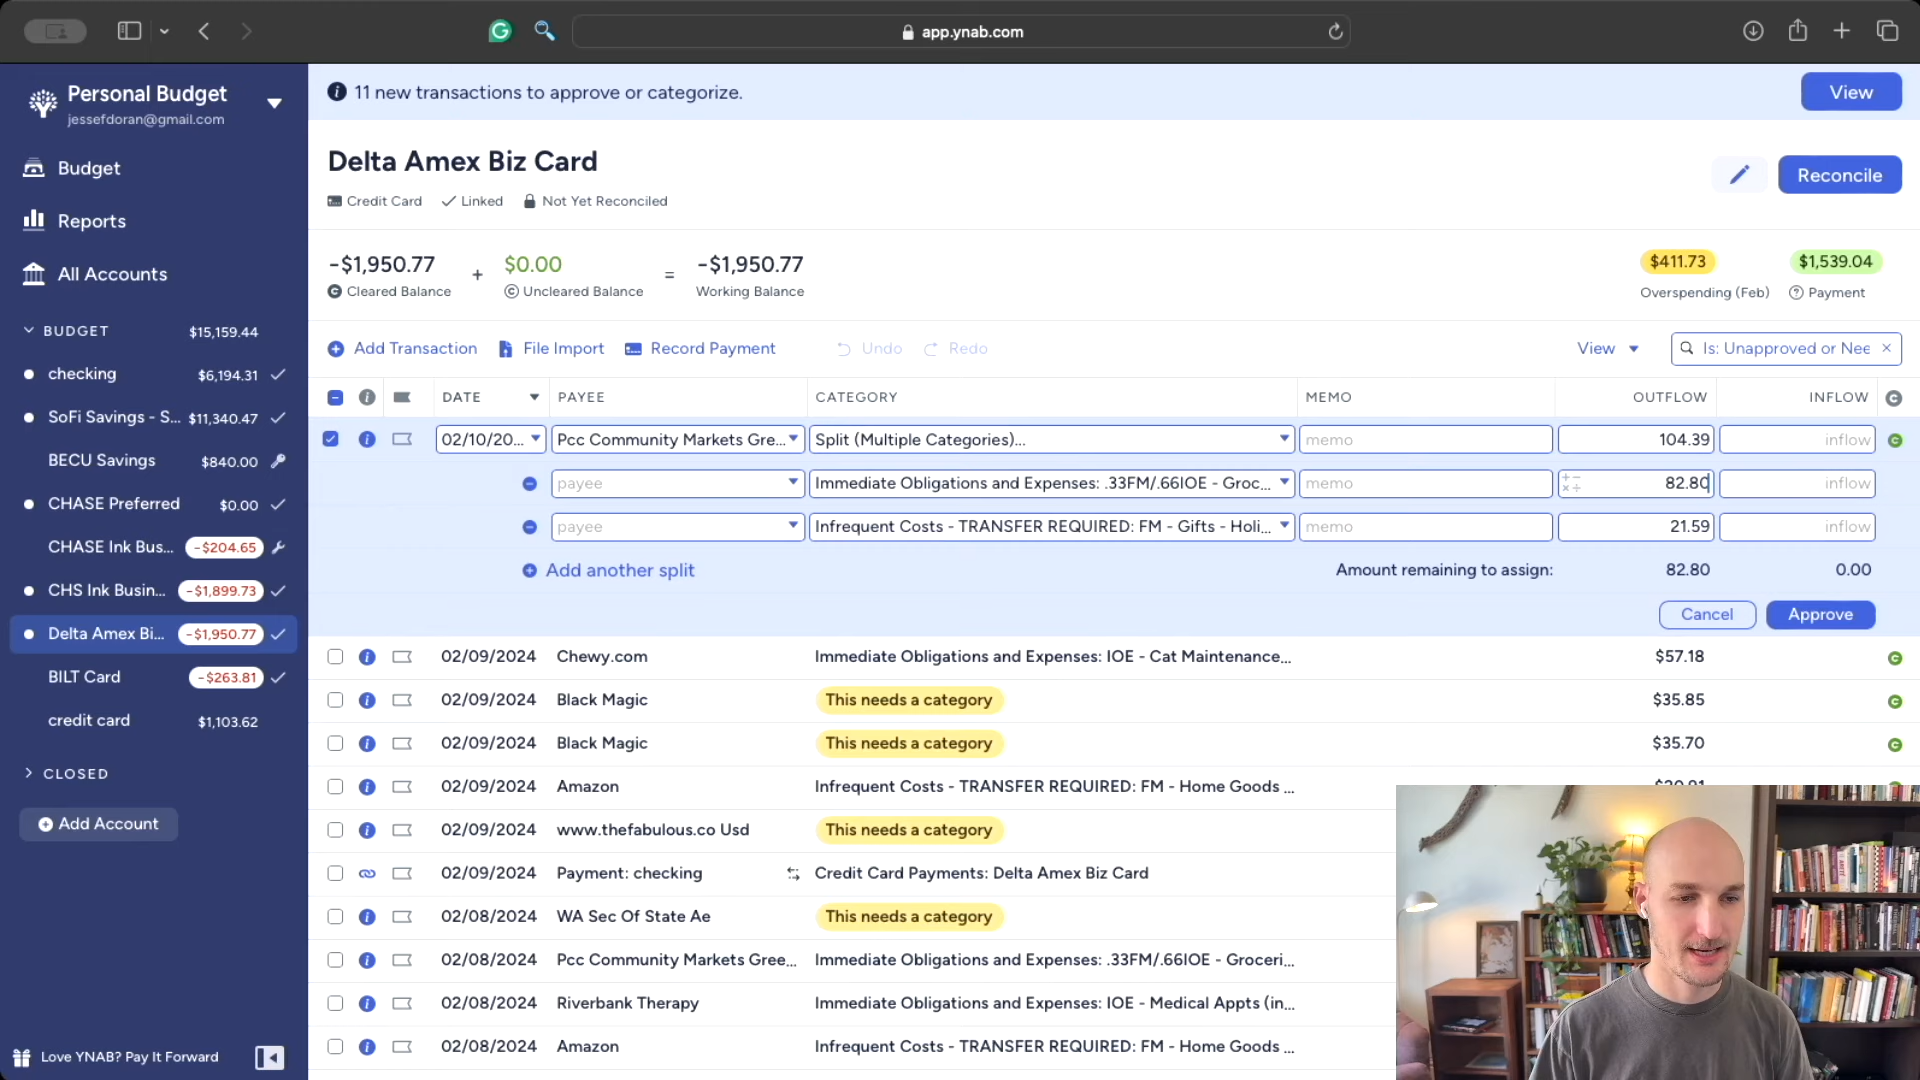 app.ynab.com
Personal Budget
jessefdoran@gmail.com
Budget
Reports
All Accounts
BUDGET $15,159.44
checking $6,194.31
SoFi Savings - S... $11,340.47
BECU Savings $840.00
CHASE Preferred $0.00
CHASE Ink Bus... -$204.65
CHS Ink Busin... -$1,899.73
Delta Amex Bi... -$1,950.77
BILT Card -$263.81
credit card $1,103.62
CLOSED
Add Account
Love YNAB? Pay It Forward
11 new transactions to approve or categorize.
View
Delta Amex Biz Card
Credit Card Linked Not Yet Reconciled
Reconcile
-$1,950.77 + $0.00 = -$1,950.77
Cleared Balance Uncleared Balance Working Balance
$411.73 $1,539.04
Overspending (Feb) Payment
Add Transaction File Import Record Payment Undo Redo View Is: Unapproved or Nee
DATE PAYEE CATEGORY MEMO OUTFLOW INFLOW
02/10/20... Pcc Community Markets Gre... Split (Multiple Categories)... memo 104.39 inflow
payee Immediate Obligations and Expenses: .33FM/.66IOE - Groc... memo 82.80 inflow
payee Infrequent Costs - TRANSFER REQUIRED: FM - Gifts - Holi... memo 21.59 inflow
Add another split Amount remaining to assign: 82.80 0.00
Cancel Approve
02/09/2024 Chewy.com Immediate Obligations and Expenses: IOE - Cat Maintenance... $57.18
02/09/2024 Black Magic This needs a category $35.85
02/09/2024 Black Magic This needs a category $35.70
02/09/2024 Amazon Infrequent Costs - TRANSFER REQUIRED: FM - Home Goods ...
02/09/2024 www.thefabulous.co Usd This needs a category
02/09/2024 Payment: checking Credit Card Payments: Delta Amex Biz Card
02/08/2024 WA Sec Of State Ae This needs a category
02/08/2024 Pcc Community Markets Gree... Immediate Obligations and Expenses: .33FM/.66IOE - Groceri...
02/08/2024 Riverbank Therapy Immediate Obligations and Expenses: IOE - Medical Appts (in...
02/08/2024 Amazon Infrequent Costs - TRANSFER REQUIRED: FM - Home Goods ...